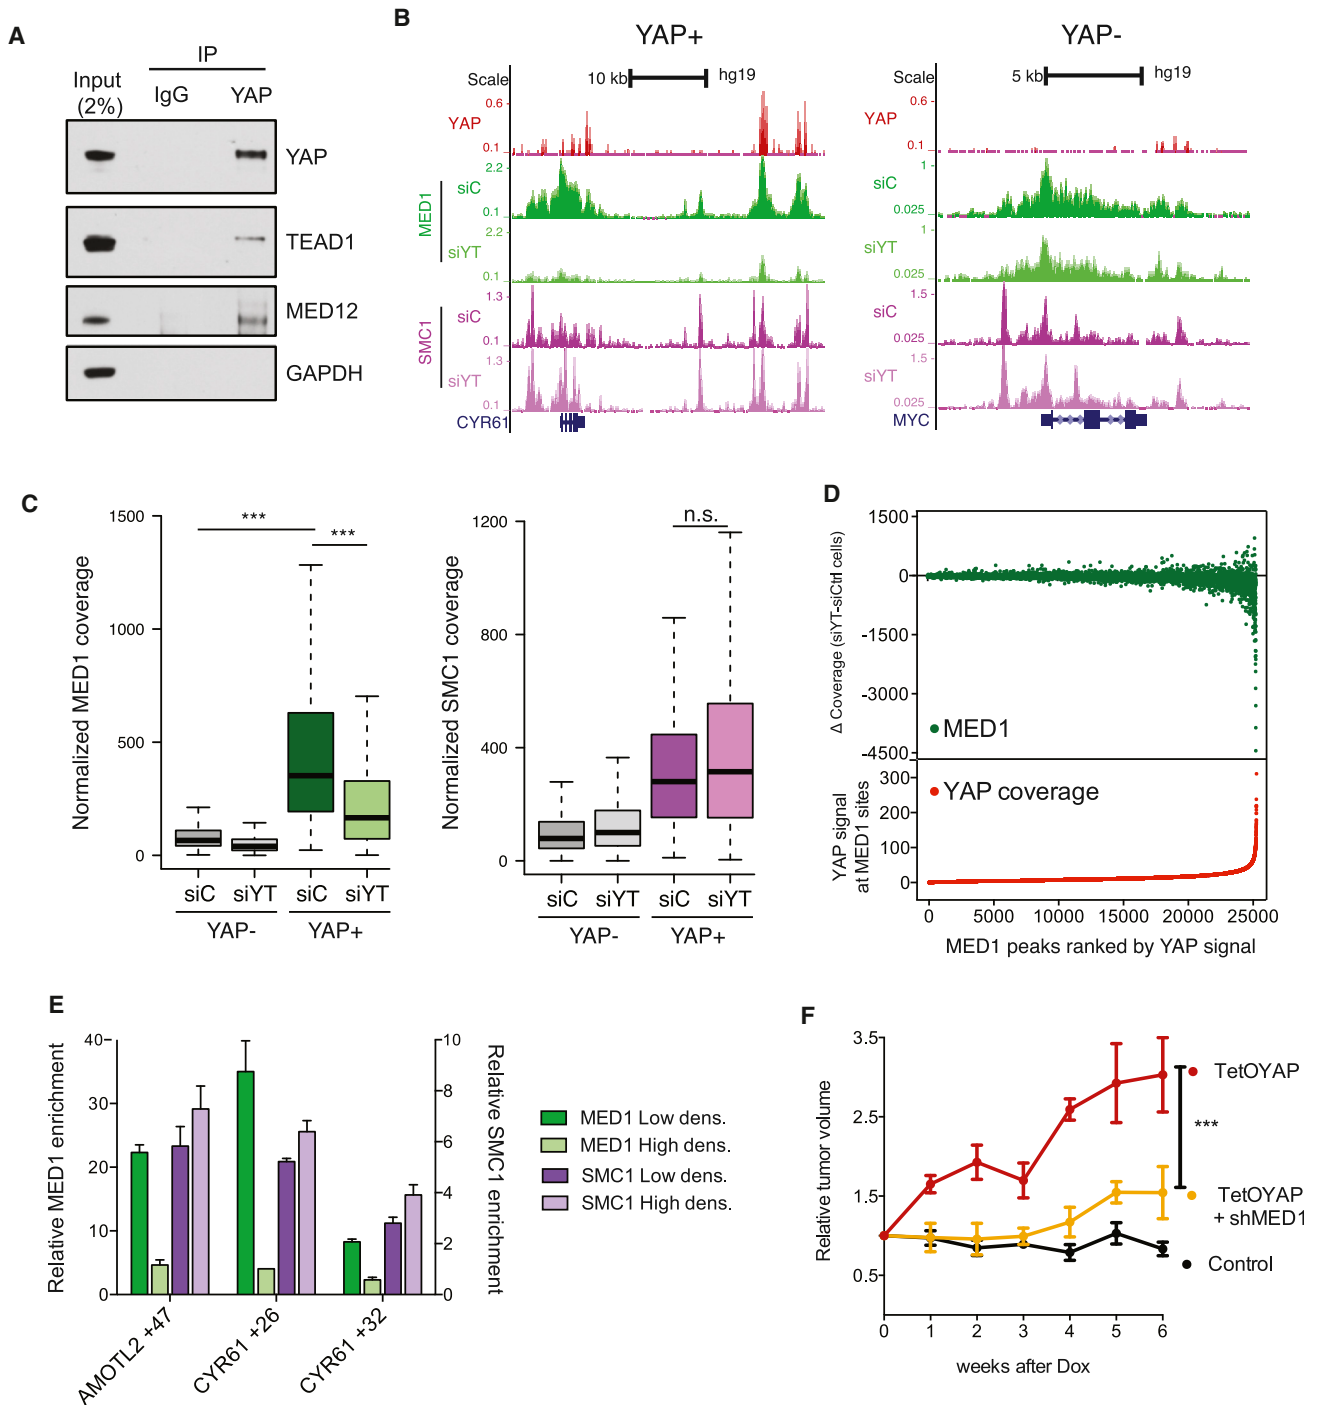 A
IP
Input
(2%)
IgG
YAP
YAP
TEAD1
MED12
GAPDH
B
YAP+
Scale
10 kb
hg19
0.6
YAP
0.1
2.2
siC
0.1
MED1
2.2
siYT
0.1
1.3
siC
0.1
SMC1
1.3
siYT
0.1
CYR61
YAP-
Scale
5 kb
hg19
0.6
YAP
0.1
1
siC
0.025
1
siYT
0.025
1.5
siC
0.025
1.5
siYT
0.025
MYC
C
Normalized MED1 coverage
1500
1000
500
0
***
***
siC siYT siC siYT
YAP- YAP+
Normalized SMC1 coverage
1200
800
400
0
n.s.
siC siYT siC siYT
YAP- YAP+
D
Δ Coverage (siYT-siCtrl cells)
1500
0
-1500
-3000
-4500
MED1
YAP signal
at MED1 sites
300
200
100
0
YAP coverage
0 5000 10000 15000 20000 25000
MED1 peaks ranked by YAP signal
E
Relative MED1 enrichment
40
30
20
10
0
10
8
6
4
2
0
Relative SMC1 enrichment
AMOTL2 +47
CYR61 +26
CYR61 +32
MED1 Low dens.
MED1 High dens.
SMC1 Low dens.
SMC1 High dens.
F
Relative tumor volume
3.5
2.5
1.5
0.5
0 1 2 3 4 5 6
weeks after Dox
TetOYAP
***
TetOYAP
+ shMED1
Control